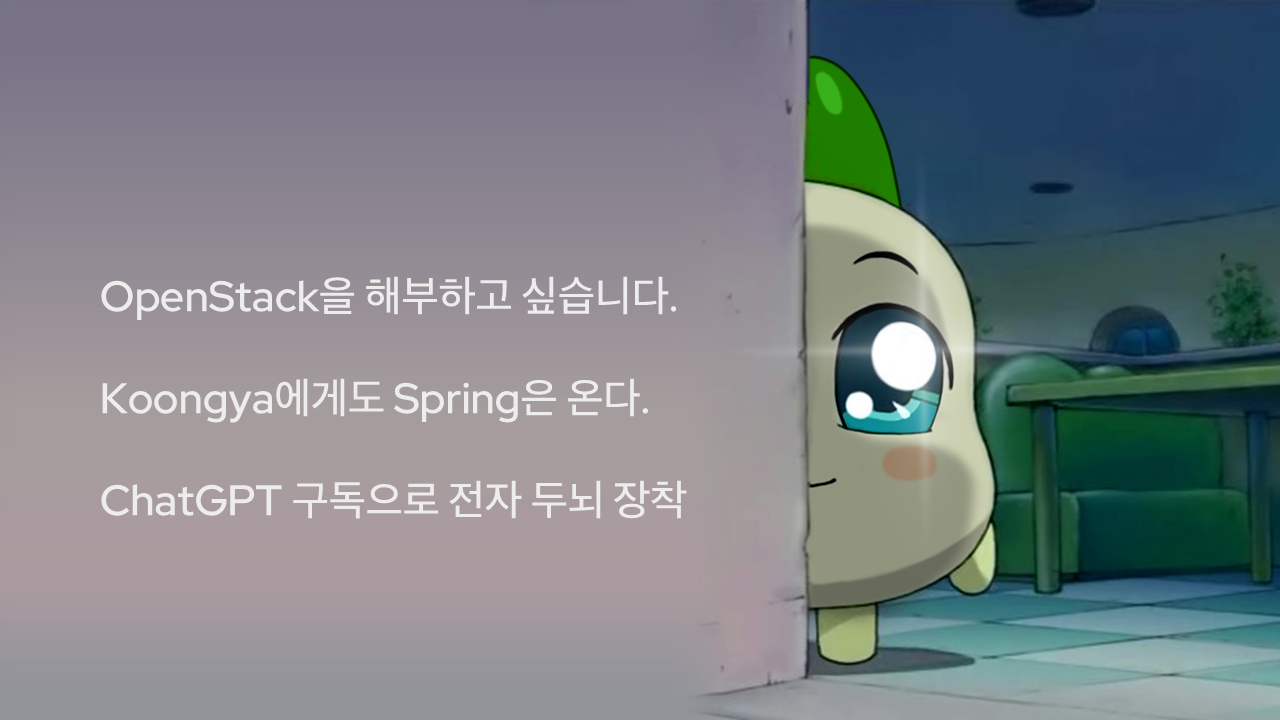 OpenStack을 해부하고 싶습니다.
Koongya에게도 Spring은 온다.
ChatGPT 구독으로 전자 두뇌 장착